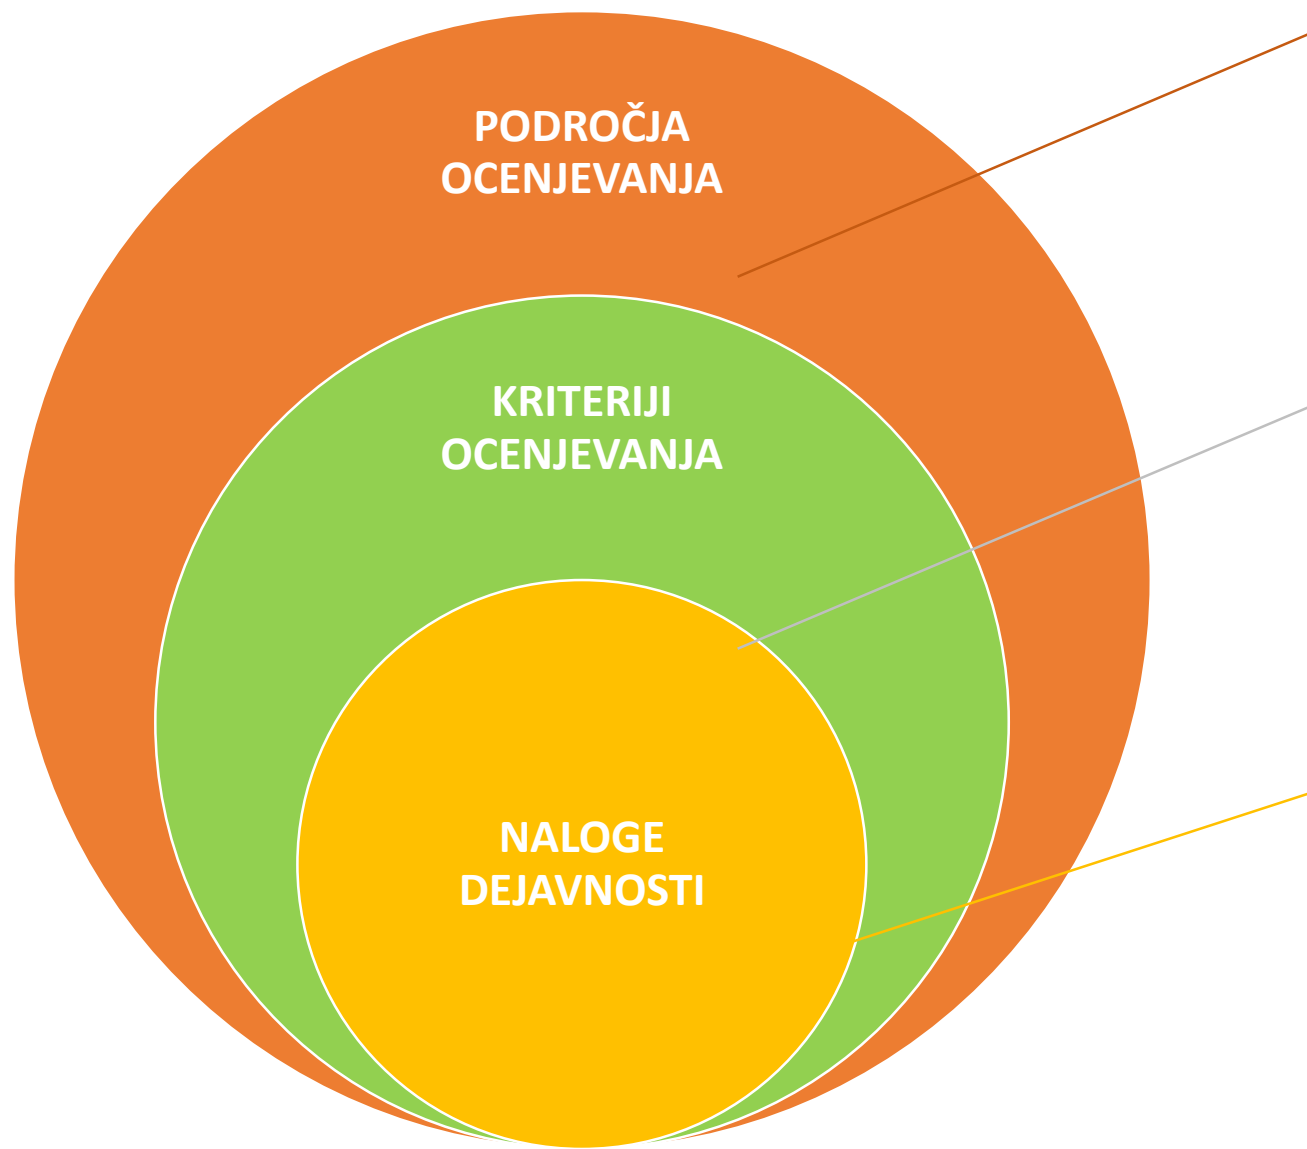 PODROČJA
OCENJEVANJA
KRITERIJI
OCENJEVANJA
NALOGE
DEJAVNOSTI